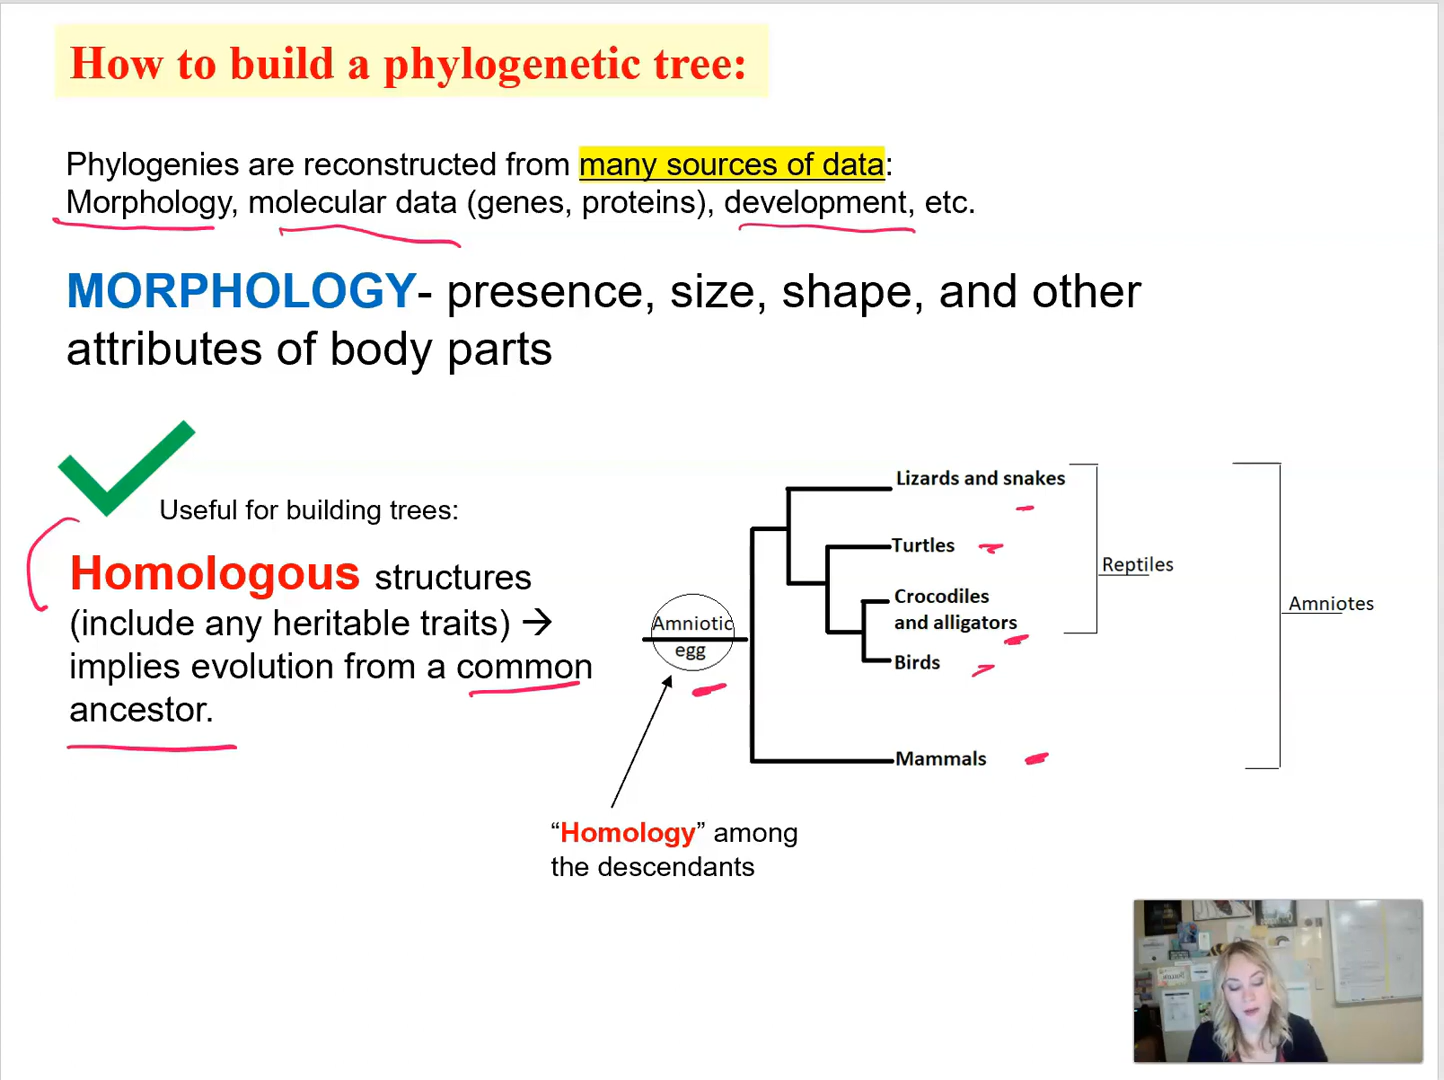 How to build a phylogenetic tree:
Phylogenies are reconstructed from many sources of data:
Morphology, molecular data (genes, proteins), development, etc.
MORPHOLOGY- presence, size, shape, and other
attributes of body parts
Useful for building trees:
Homologous structures
(include any heritable traits) →
implies evolution from a common
ancestor.
Lizards and snakes
Turtles
Crocodiles
and alligators
Birds
Mammals
Reptiles
Amniotes
Amniotic
egg
“Homology” among
the descendants